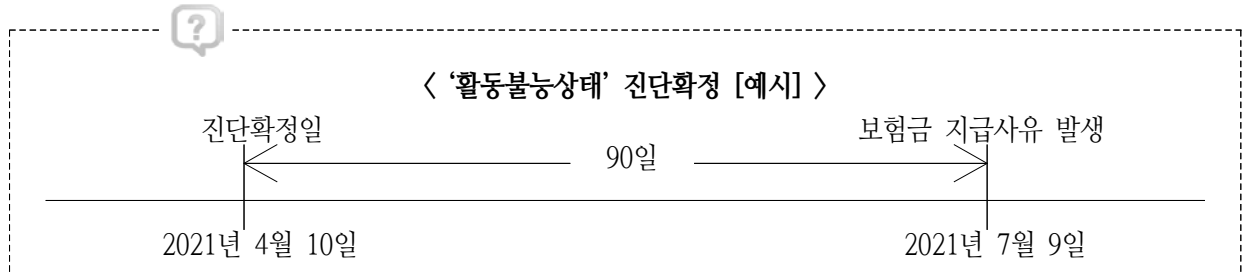 ?
〈 ‘활동불능상태’ 진단확정 [예시] 〉
진단확정일 보험금 지급사유 발생
90일
2021년 4월 10일 2021년 7월 9일